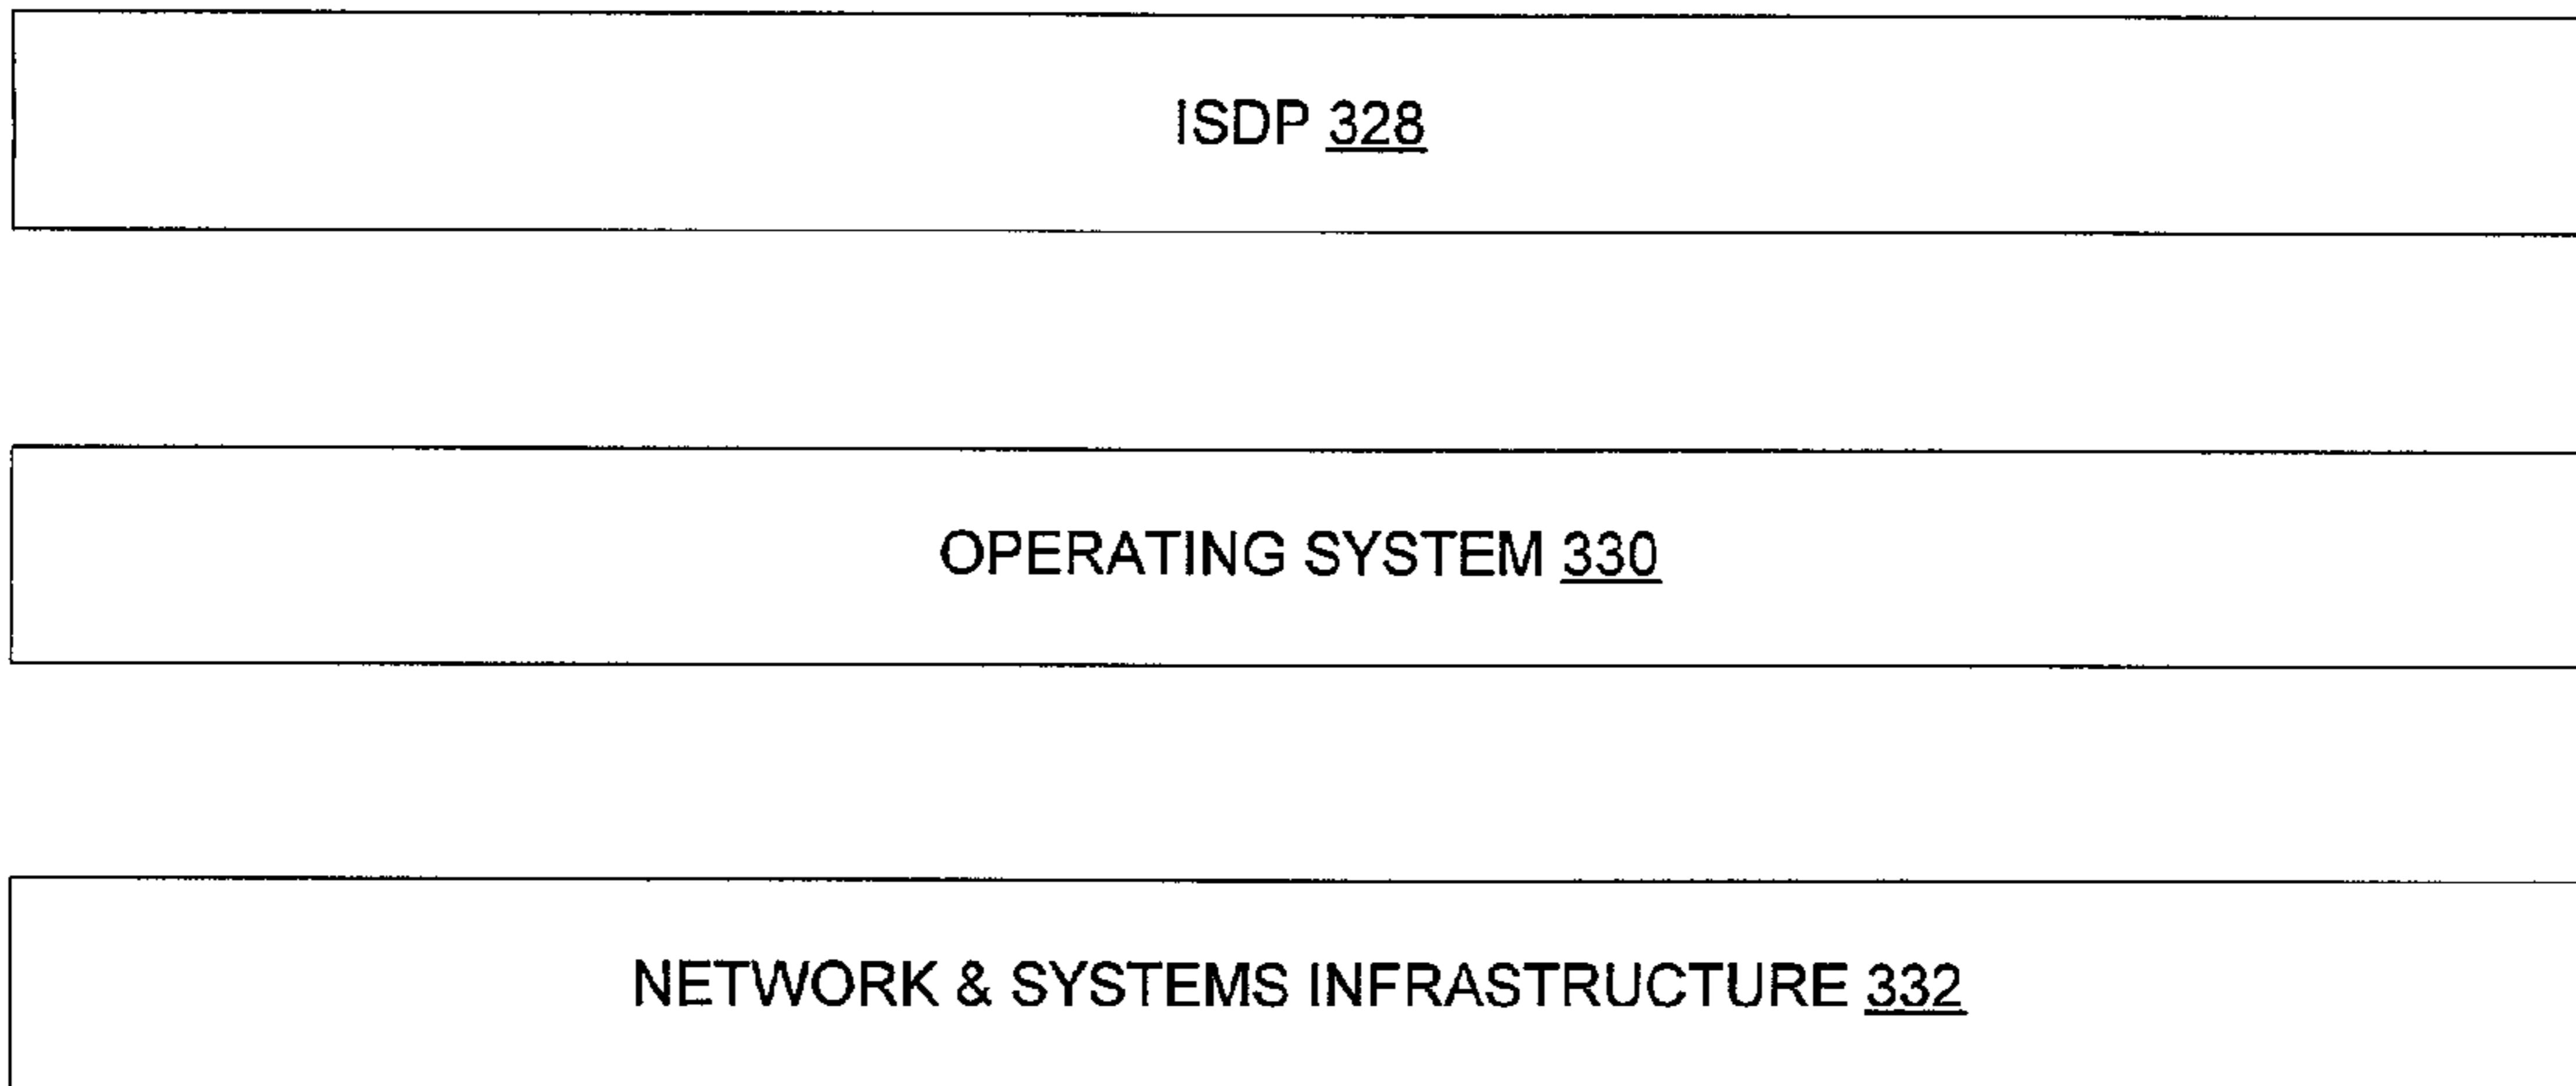 ISDP 328
OPERATING SYSTEM 330
NETWORK & SYSTEMS INFRASTRUCTURE 332